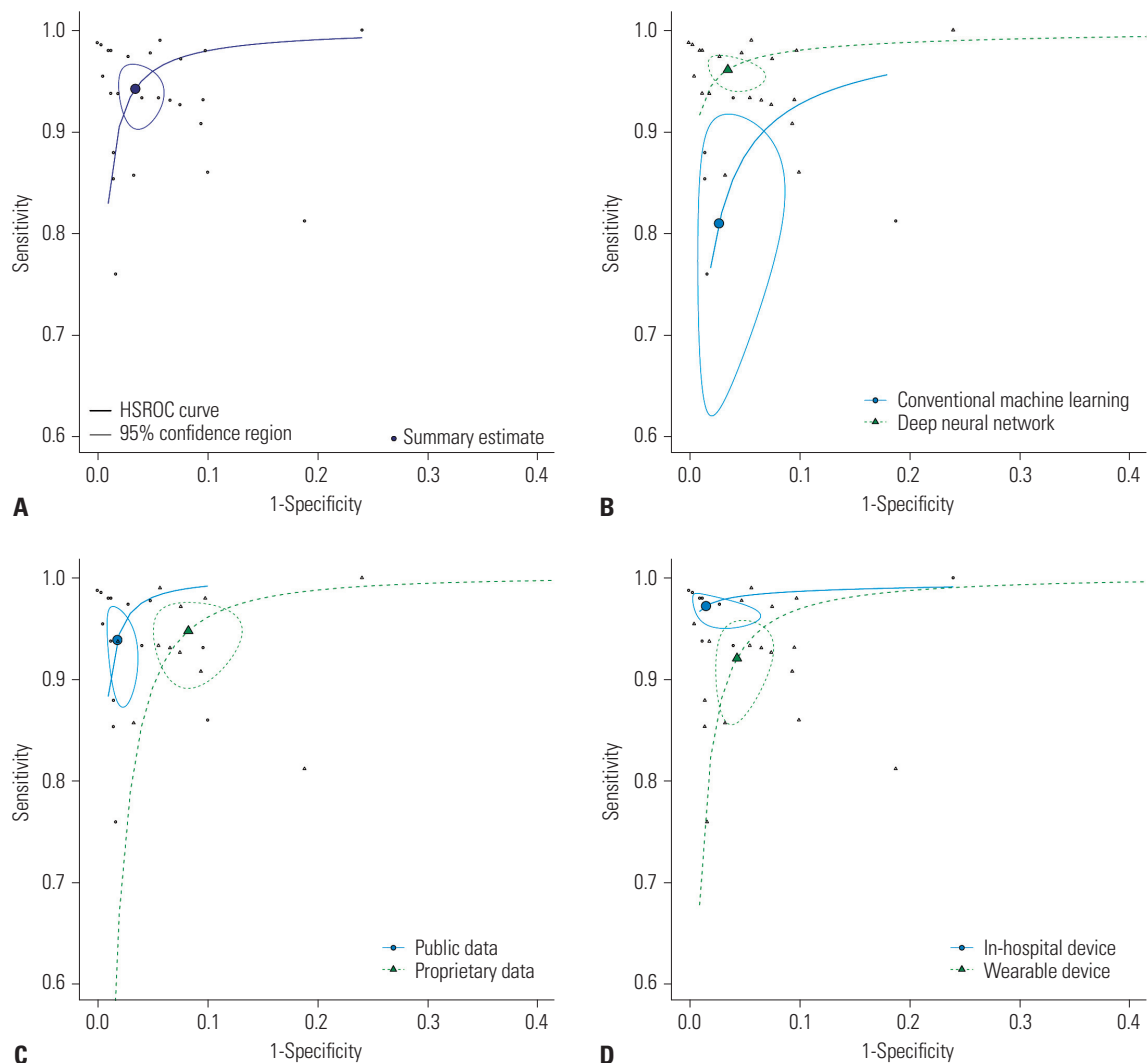 1.0
0.9
0.8
0.7
0.6
Sensitivity
HSROC curve
95% confidence region
Summary estimate
0.0 0.1 0.2 0.3 0.4
1-Specificity
A
1.0
0.9
0.8
0.7
0.6
Sensitivity
Conventional machine learning
Deep neural network
0.0 0.1 0.2 0.3 0.4
1-Specificity
B
1.0
0.9
0.8
0.7
0.6
Sensitivity
Public data
Proprietary data
0.0 0.1 0.2 0.3 0.4
1-Specificity
C
1.0
0.9
0.8
0.7
0.6
Sensitivity
In-hospital device
Wearable device
0.0 0.1 0.2 0.3 0.4
1-Specificity
D